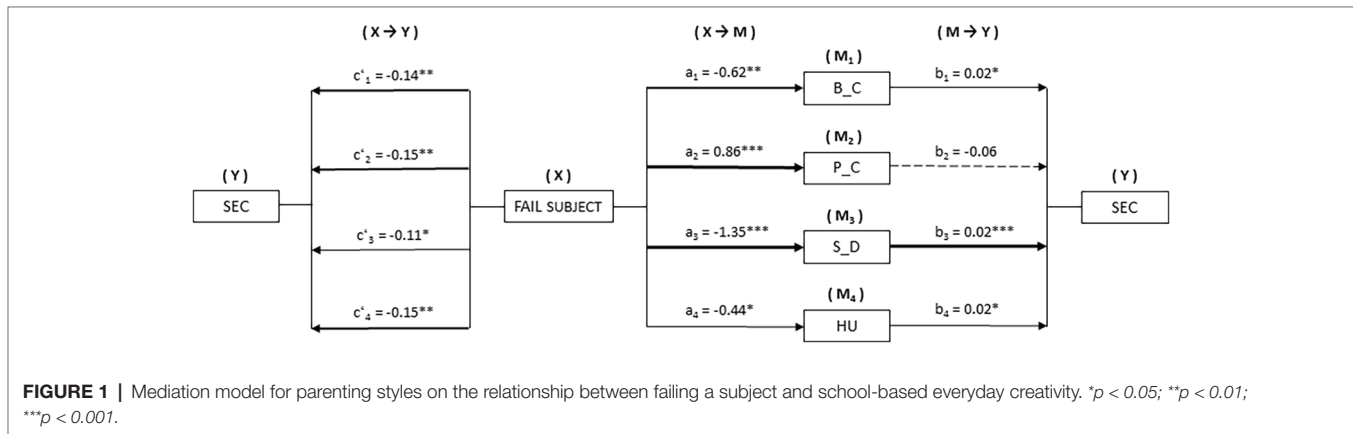 (X → Y) (X → M) (M → Y)
(M₁)
c'₁ = -0.14** a₁ = -0.62** b₁ = 0.02*
B_C
(M₂)
c'₂ = -0.15** a₂ = 0.86*** b₂ = -0.06
P_C
(Y) (X) (Y)
SEC FAIL SUBJECT SEC
(M₃)
c'₃ = -0.11* a₃ = -1.35*** b₃ = 0.02***
S_D
(M₄)
c'₄ = -0.15** a₄ = -0.44* b₄ = 0.02*
HU
FIGURE 1 | Mediation model for parenting styles on the relationship between failing a subject and school-based everyday creativity. *p < 0.05; **p < 0.01;
***p < 0.001.